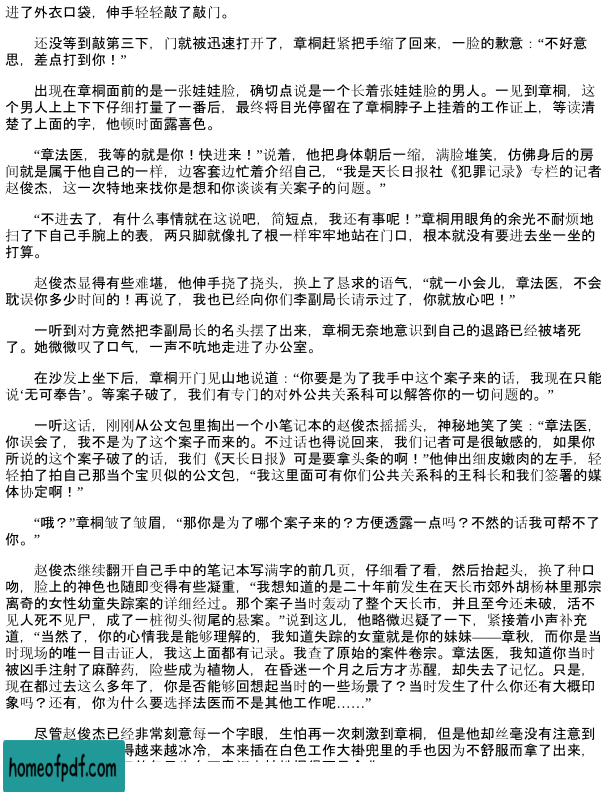 进了外衣口袋，伸手轻轻敲了敲门。
还没等到敲第三下，门就被迅速打开了，章桐赶紧把手缩了回来，一脸的歉意：“不好意
思，差点打到你！”
出现在章桐面前的是一张娃娃脸，确切点说是一个长着张娃娃脸的男人。一见到章桐，这
个男人上上下下仔细打量了一番后，最终将目光停留在了章桐脖子上挂着的工作证上，等读清
楚了上面的字，他顿时面露喜色。
“章法医，我等的就是你！快进来！”说着，他把身体朝后一缩，满脸堆笑，仿佛身后的房
间就是属于他自己的一样，边客套边忙着介绍自己，“我是天长日报社《犯罪记录》专栏的记者
赵俊杰，这一次特地来找你是想和你谈谈有关案子的问题。”
“不进去了，有什么事情就在这说吧，简短点，我还有事呢！”章桐用眼角的余光不耐烦地
扫了下自己手腕上的表，两只脚就像扎了根一样牢牢地站在门口，根本就没有要进去坐一坐的
打算。
赵俊杰显得有些难堪，他伸手挠了挠头，换上了恳求的语气，“就一小会儿，章法医，不会
耽误你多少时间的！再说了，我也已经向你们李副局长请示过了，你就放心吧！”
一听到对方竟然把李副局长的名头摆了出来，章桐无奈地意识到自己的退路已经被堵死
了。她微微叹了口气，一声不吭地走进了办公室。
在沙发上坐下后，章桐开门见山地说道：“你要是为了我手中这个案子来的话，我现在只能
说‘无可奉告’。等案子破了，我们有专门的对外公共关系科可以解答你的一切问题的。”
一听这话，刚刚从公文包里掏出一个小笔记本的赵俊杰摇摇头，神秘地笑了笑：“章法医，
你误会了，我不是为了这个案子而来的。不过话也得说回来，我们记者可是很敏感的，如果你
所说的这个案子破了的话，我们《天长日报》可是要拿头条的啊！”他伸出细皮嫩肉的左手，轻
轻拍了拍自己那当个宝贝似的公文包，“我这里面可有你们公共关系科的王科长和我们签署的媒
体协定啊！”
“哦？”章桐皱了皱眉，“那你是为了哪个案子来的？方便透露一点吗？不然的话我可帮不了
你。”
赵俊杰继续翻开自己手中的笔记本写满字的前几页，仔细看了看，然后抬起头，换了种口
吻，脸上的神色也随即变得有些凝重，“我想知道的是二十年前发生在天长市郊外胡杨林里那宗
离奇的女性幼童失踪案的详细经过。那个案子当时轰动了整个天长市，并且至今还未破，活不
见人死不见尸，成了一桩彻头彻尾的悬案。”说到这儿，他略微迟疑了一下，紧接着小声补充
道，“当然了，你的心情我是能够理解的，我知道失踪的女童就是你的妹妹——章秋，而你是当
时现场的唯一目击证人，我这上面都有记录。我查了原始的案件卷宗。章法医，我知道你当时
被凶手注射了麻醉药，险些成为植物人，在昏迷一个月之后方才苏醒，却失去了记忆。只是，
现在都过去这么多年了，你是否能够回想起当时的一些场景了？当时发生了什么你还有大概印
象吗？还有，你为什么要选择法医而不是其他工作呢……”
尽管赵俊杰已经非常刻意每一个字眼，生怕再一次刺激到章桐，但是他却丝毫没有注意到
得越来越冰冷，本来插在白色工作大褂兜里的手也因为不舒服而拿了出来，
homeofpdf.com